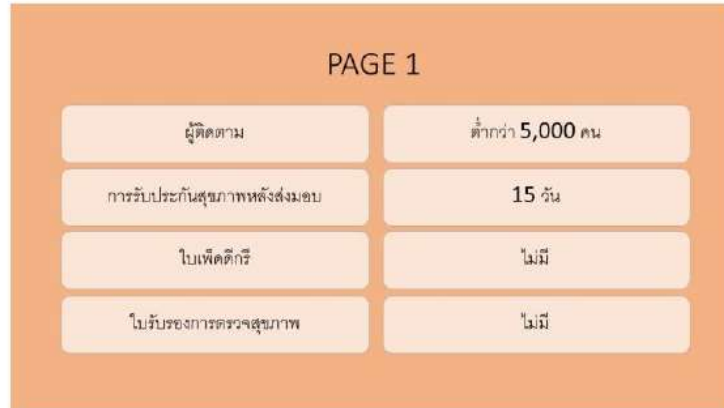 PAGE 1
ผู้ติดตาม ต่ำกว่า 5,000 คน
การรับประกันสุขภาพหลังส่งมอบ 15 วัน
ใบเพ็ดดีกรี ไม่มี
ใบรับรองการตรวจสุขภาพ ไม่มี